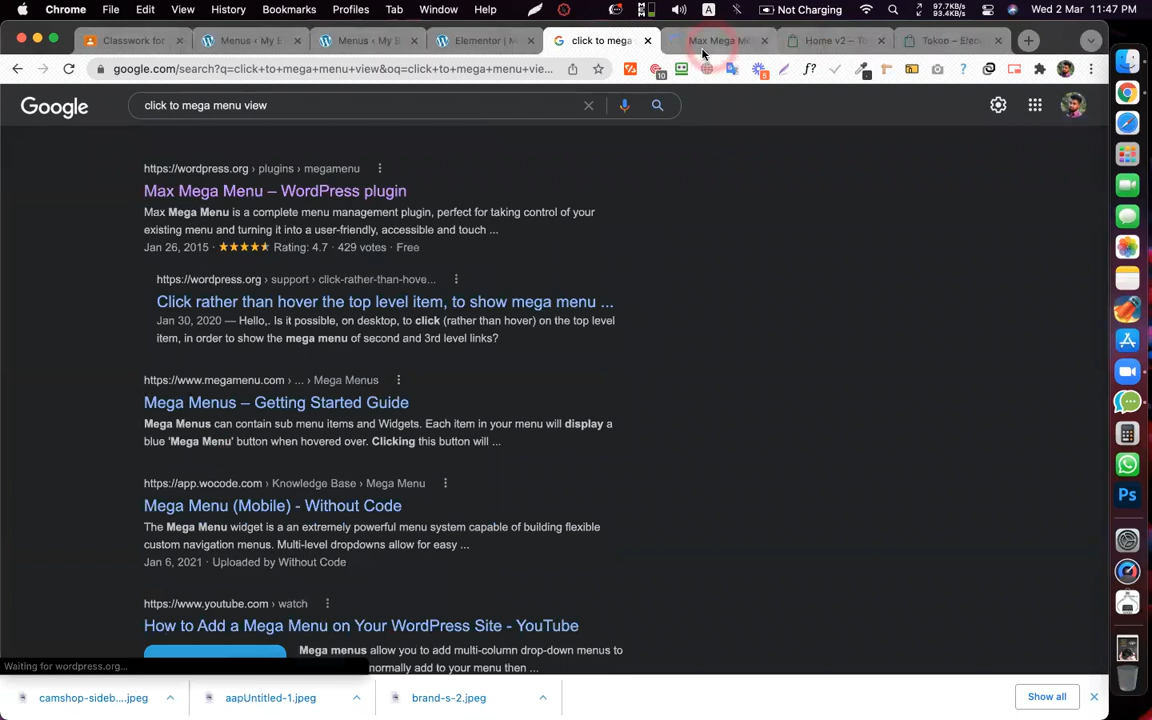 Chrome File Edit View History Bookmarks Profiles Tab Window Help A Not Charging 97.7KB/s 93.4KB/s Wed 2 Mar 11:47 PM
Classwork for Menus ‹ My E Menus ‹ My E Elementor | click to mega Max Mega M Home v2 – To Tokoo – Elec
google.com/search?q=click+to+mega+menu+view&oq=click+to+mega+menu+vie...
Google
click to mega menu view
https://wordpress.org › plugins › megamenu
Max Mega Menu – WordPress plugin
Max Mega Menu is a complete menu management plugin, perfect for taking control of your
existing menu and turning it into a user-friendly, accessible and touch ...
Jan 26, 2015 · ★★★★★ Rating: 4.7 · 429 votes · Free
https://wordpress.org › support › click-rather-than-hove...
Click rather than hover the top level item, to show mega menu ...
Jan 30, 2020 — Hello,. Is it possible, on desktop, to click (rather than hover) on the top level
item, in order to show the mega menu of second and 3rd level links?
https://www.megamenu.com › ... › Mega Menus
Mega Menus – Getting Started Guide
Mega Menus can contain sub menu items and Widgets. Each item in your menu will display a
blue 'Mega Menu' button when hovered over. Clicking this button will ...
https://app.wocode.com › Knowledge Base › Mega Menu
Mega Menu (Mobile) - Without Code
The Mega Menu widget is a an extremely powerful menu system capable of building flexible
custom navigation menus. Multi-level dropdowns allow for easy ...
Jan 6, 2021 · Uploaded by Without Code
https://www.youtube.com › watch
How to Add a Mega Menu on Your WordPress Site - YouTube
Mega menus allow you to add multi-column drop-down menus to
normally add to your menu then ...
Waiting for wordpress.org...
camshop-sideb....jpeg aapUntitled-1.jpeg brand-s-2.jpeg Show all
Ps